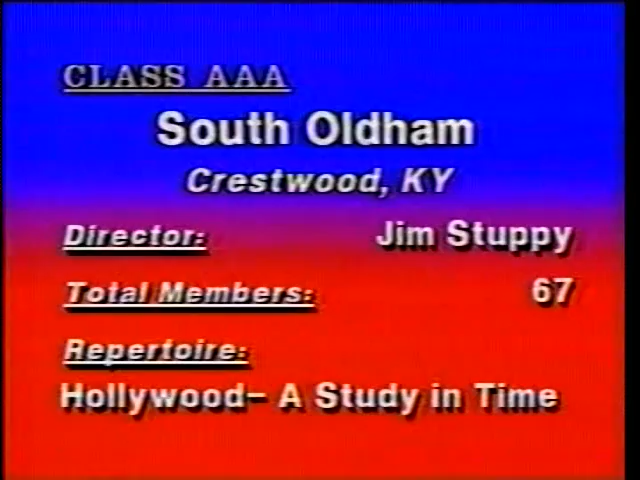 CLASS AAA
South Oldham
Crestwood, KY
Director: Jim Stuppy
Total Members: 67
Repertoire:
Hollywood- A Study in Time